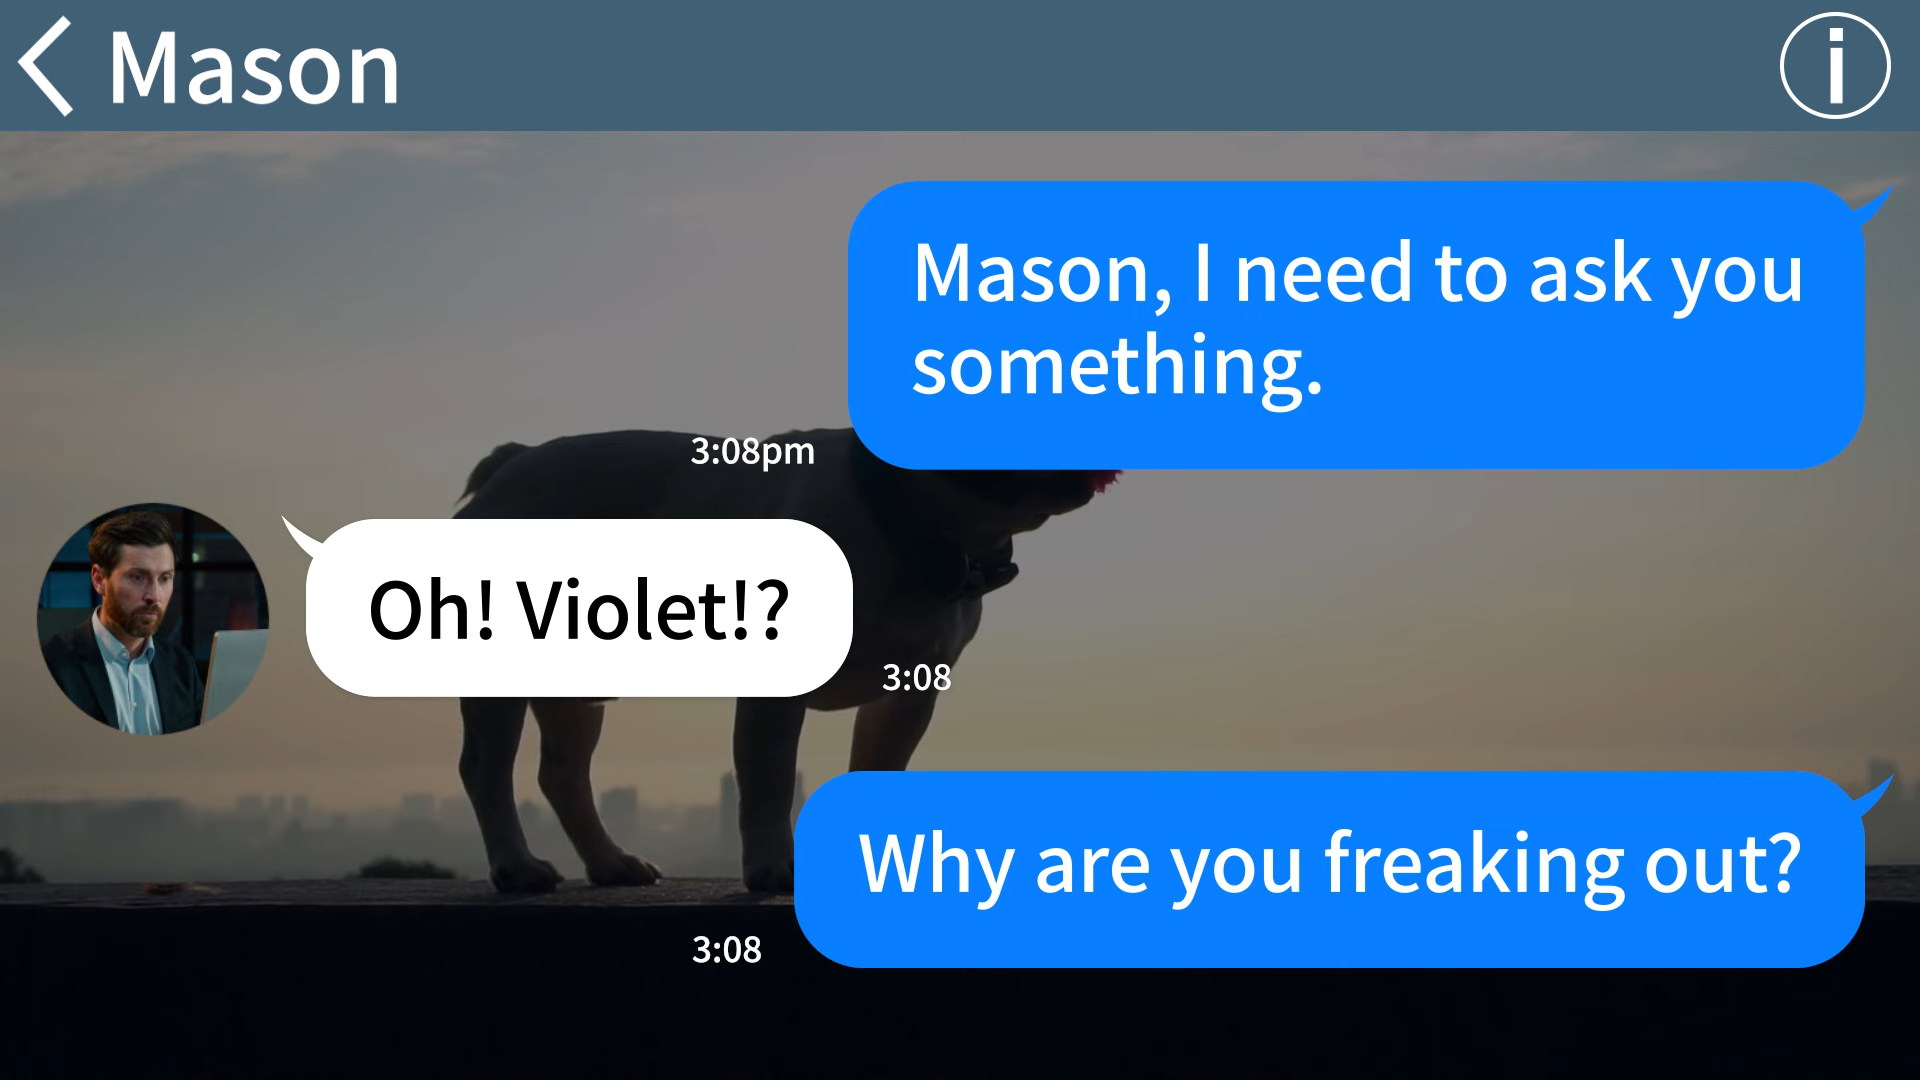 Mason
Mason, I need to ask you
something.
3:08pm
Oh! Violet!?
3:08
Why are you freaking out?
3:08